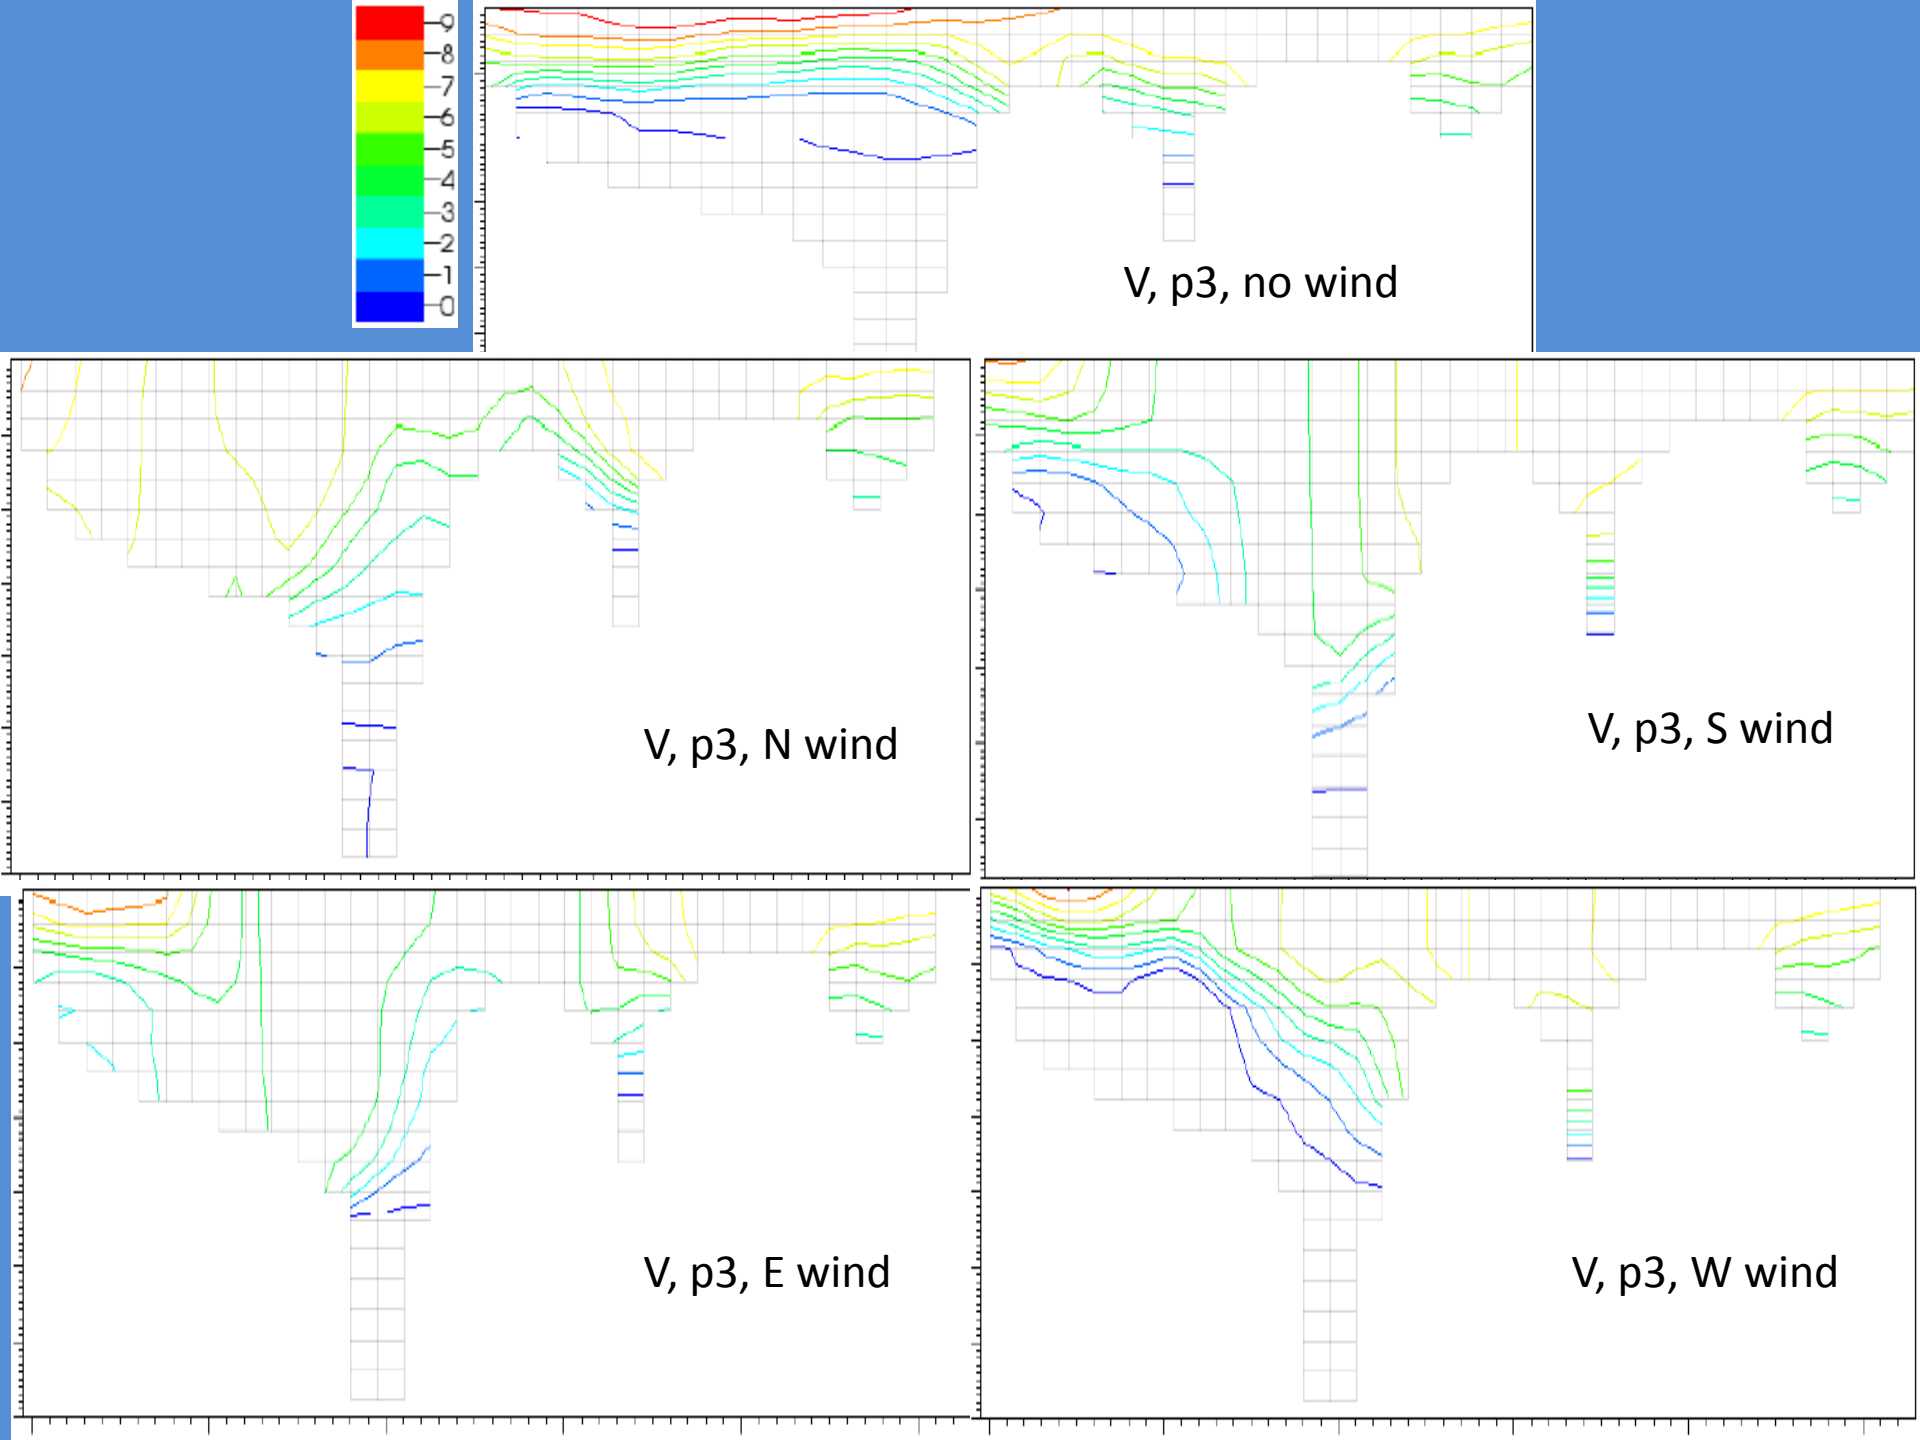 9
8
7
6
5
4
3
2
1
0
V, p3, no wind
V, p3, N wind
V, p3, S wind
V, p3, E wind
V, p3, W wind